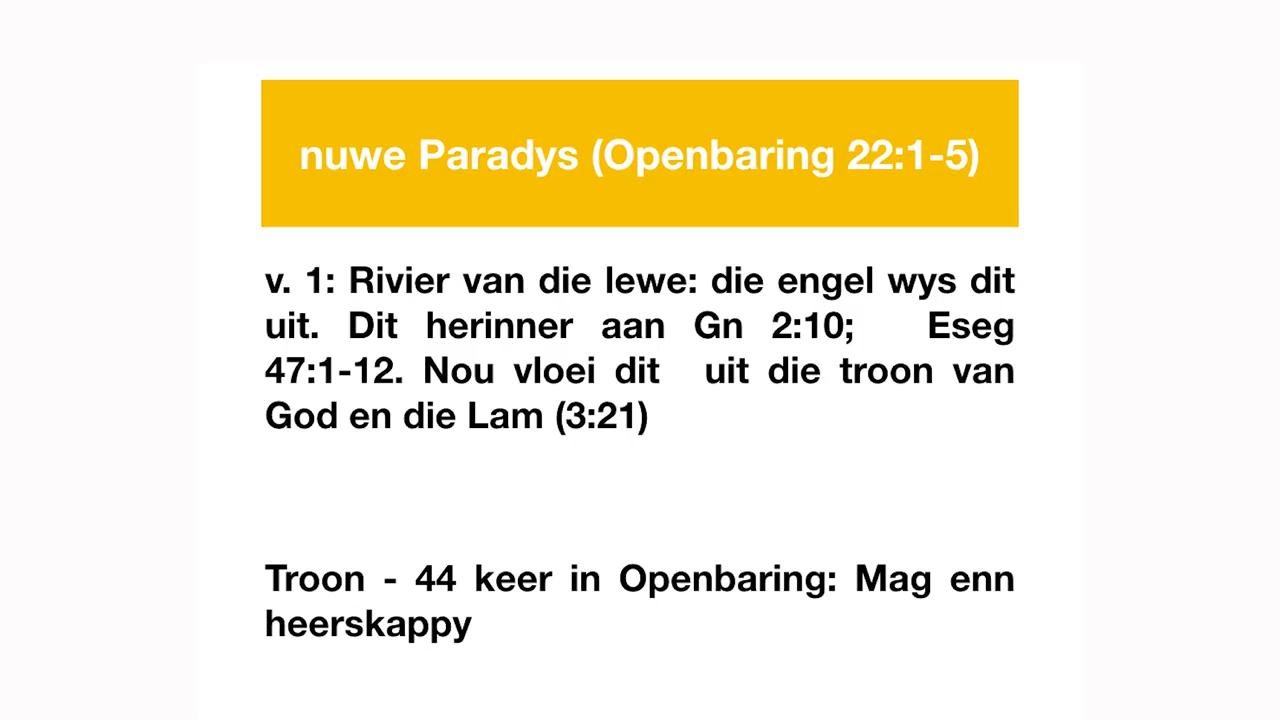 nuwe Paradys (Openbaring 22:1-5)
v. 1: Rivier van die lewe: die engel wys dit
uit. Dit herinner aan Gn 2:10; Eseg
47:1-12. Nou vloei dit uit die troon van
God en die Lam (3:21)
Troon - 44 keer in Openbaring: Mag enn
heerskappy